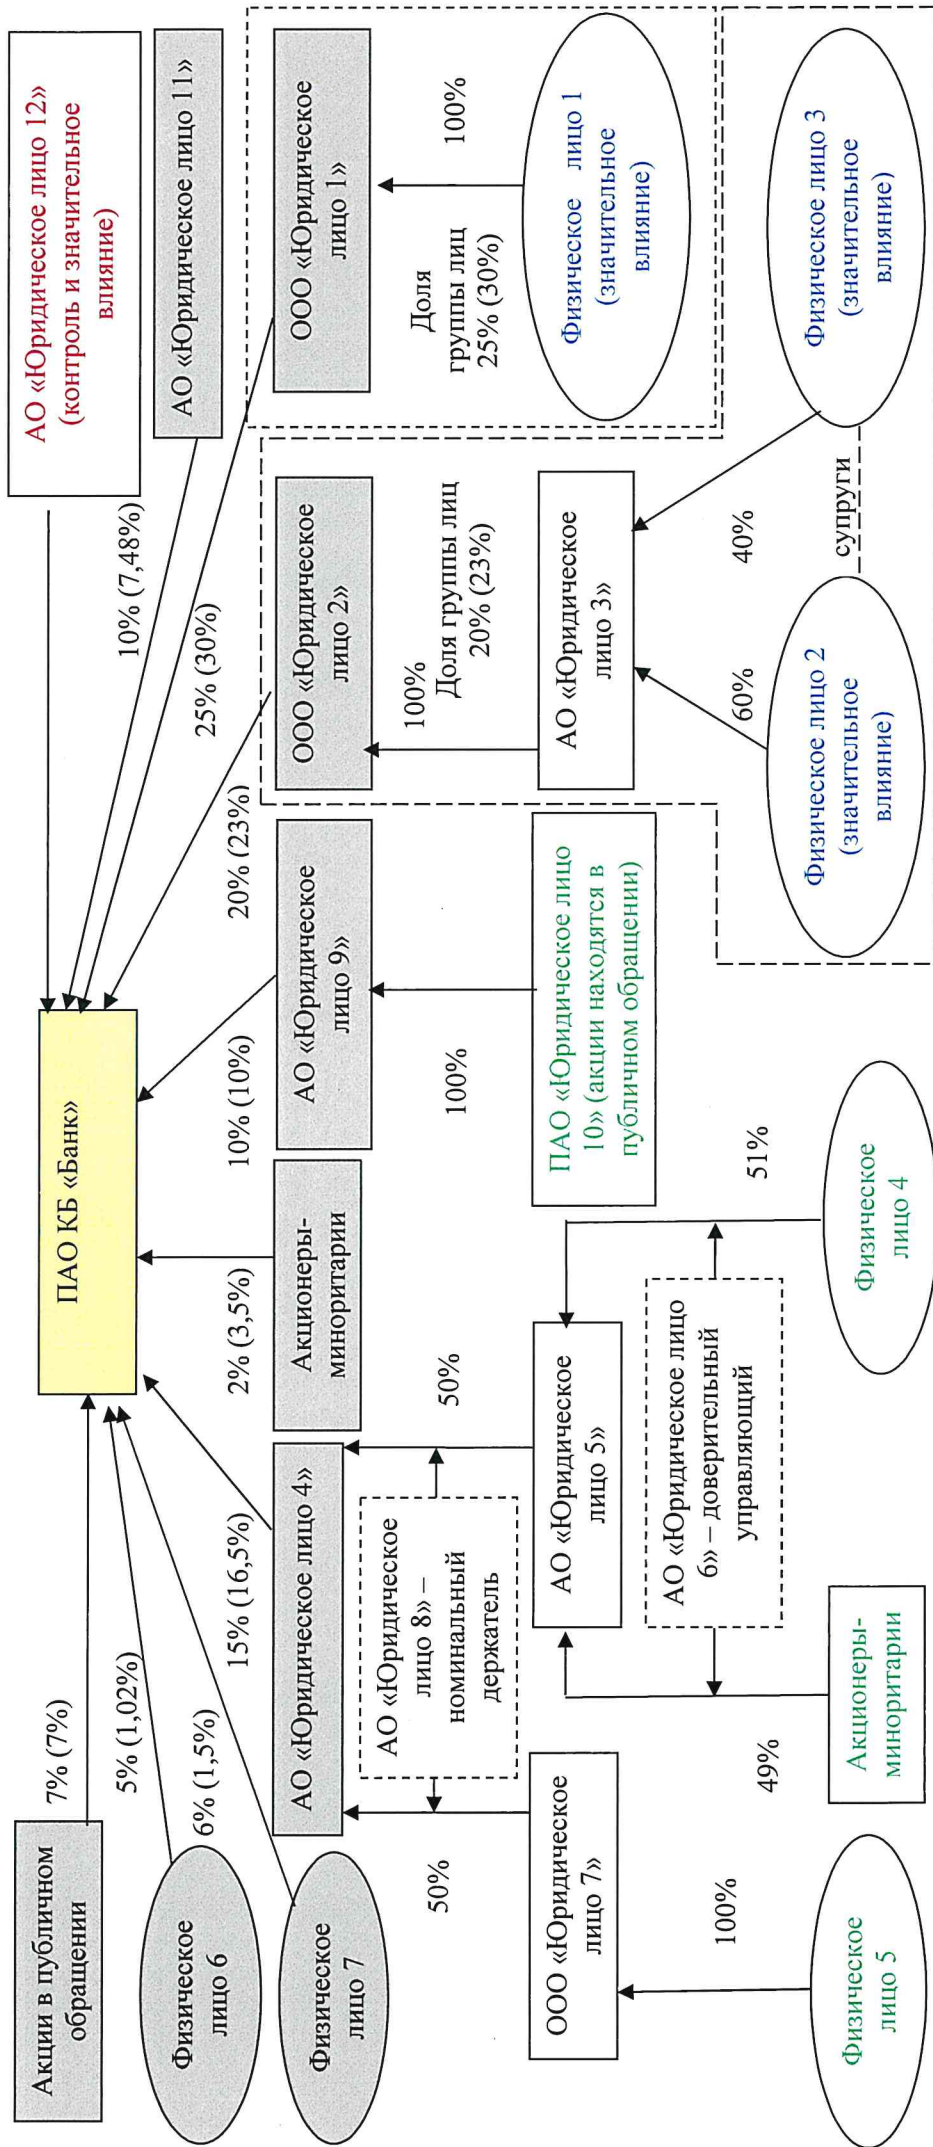 Акции в публичном
обращении
7% (7%)
Физическое
лицо 6
5% (1,02%)
Физическое
лицо 7
6% (1,5%)
ПАО КБ «Банк»
АО «Юридическое лицо 12»
(контроль и значительное
влияние)
АО «Юридическое лицо 11»
10% (7,48%)
25% (30%)
20% (23%)
10% (10%)
2% (3,5%)
15% (16,5%)
АО «Юридическое лицо 4»
Акционеры-
миноритарии
АО «Юридическое
лицо 9»
ООО «Юридическое
лицо 2»
ООО «Юридическое
лицо 1»
50%
АО «Юридическое
лицо 8» –
номинальный
держатель
50%
100%
100%
Доля группы лиц
20% (23%)
Доля
группы лиц
25% (30%)
100%
ООО «Юридическое
лицо 7»
АО «Юридическое
лицо 5»
ПАО «Юридическое лицо
10» (акции находятся в
публичном обращении)
АО «Юридическое
лицо 3»
Физическое лицо 1
(значительное
влияние)
100%
49%
АО «Юридическое лицо
6» – доверительный
управляющий
51%
60%
40%
супруги
Физическое
лицо 5
Акционеры-
миноритарии
Физическое
лицо 4
Физическое лицо 2
(значительное
влияние)
Физическое лицо 3
(значительное
влияние)